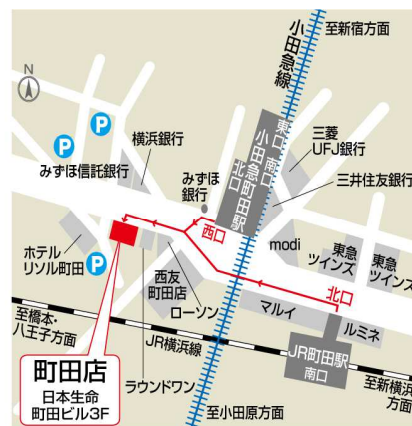 小田急線
至新宿方面
N
P
P
横浜銀行
みずほ信託銀行
みずほ
銀行
東口 南口
小田急町田駅
北口
三菱
UFJ銀行
三井住友銀行
西口
modi
東急
ツインズ
東急
ツインズ
ホテル
リソル町田
P
西友
町田店
ローソン
北口
マルイ
ルミネ
至橋本・
八王子方面
JR横浜線
JR町田駅
南口
至新横浜
方面
町田店
日本生命
町田ビル3F
ラウンドワン
至小田原方面